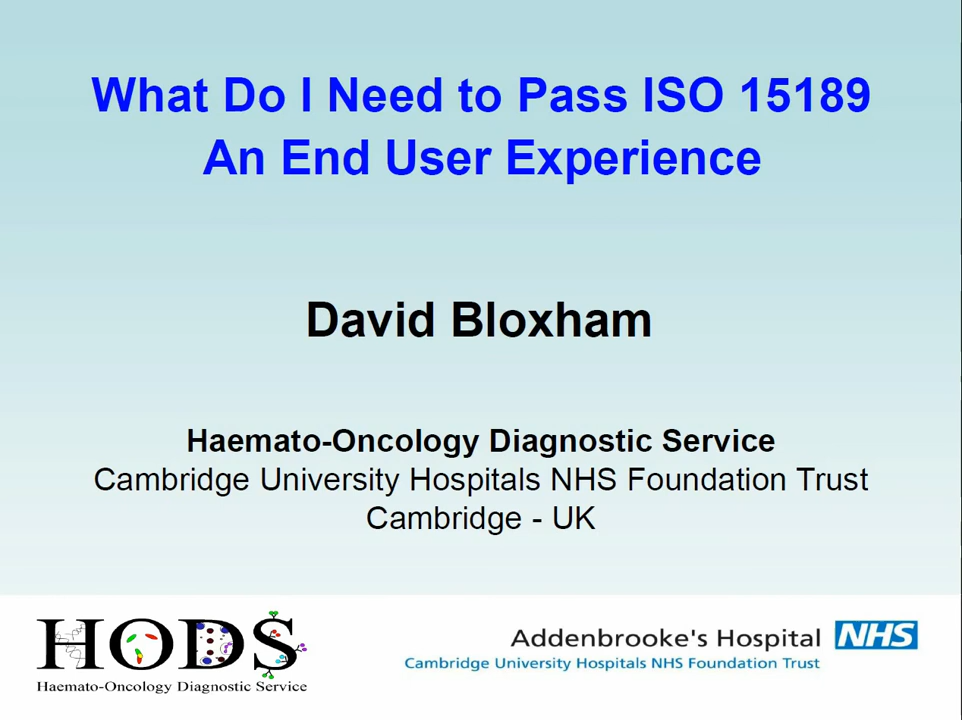 What Do I Need to Pass ISO 15189
An End User Experience
David Bloxham
Haemato-Oncology Diagnostic Service
Cambridge University Hospitals NHS Foundation Trust
Cambridge - UK
HODS
Haemato-Oncology Diagnostic Service
Addenbrooke's Hospital NHS
Cambridge University Hospitals NHS Foundation Trust